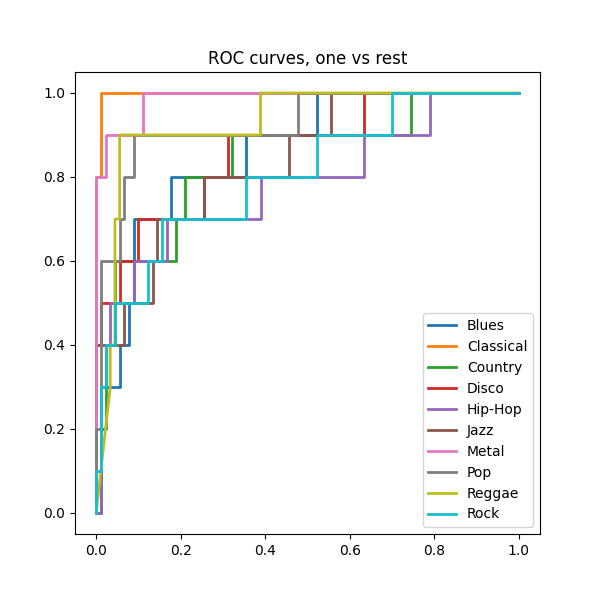 ROC curves, one vs rest
1.0
0.8
0.6
0.4
0.2
0.0
Blues
Classical
Country
Disco
Hip-Hop
Jazz
Metal
Pop
Reggae
Rock
0.0 0.2 0.4 0.6 0.8 1.0